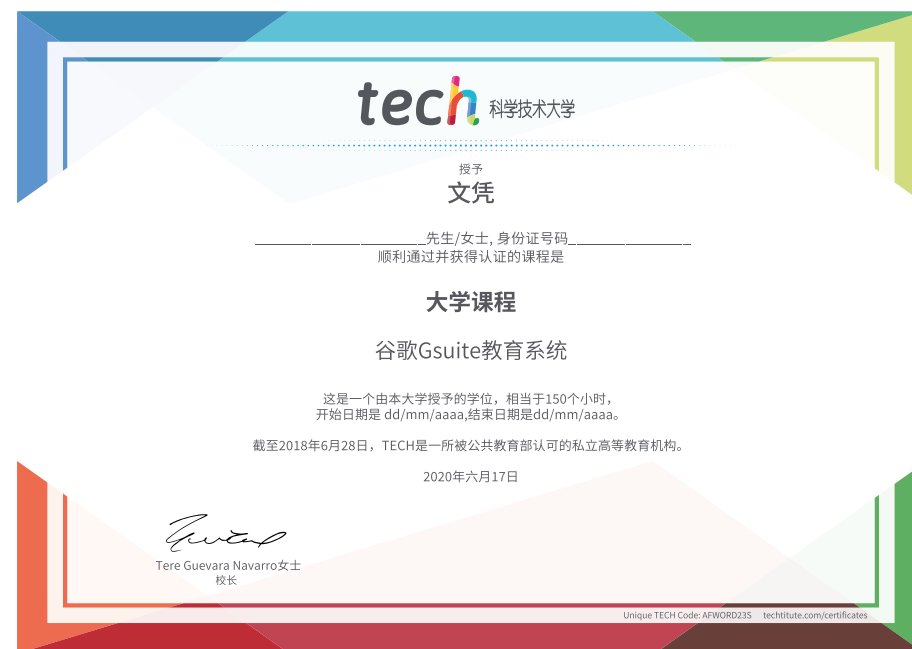 tech 科学技术大学
授予
文凭
________________________先生/女士, 身份证号码_________________
顺利通过并获得认证的课程是
大学课程
谷歌Gsuite教育系统
这是一个由本大学授予的学位，相当于150个小时，
开始日期是 dd/mm/aaaa,结束日期是dd/mm/aaaa。
截至2018年6月28日，TECH是一所被公共教育部认可的私立高等教育机构。
2020年六月17日
Tere Guevara Navarro女士
校长
Unique TECH Code: AFWORD23S techtitute.com/certificates